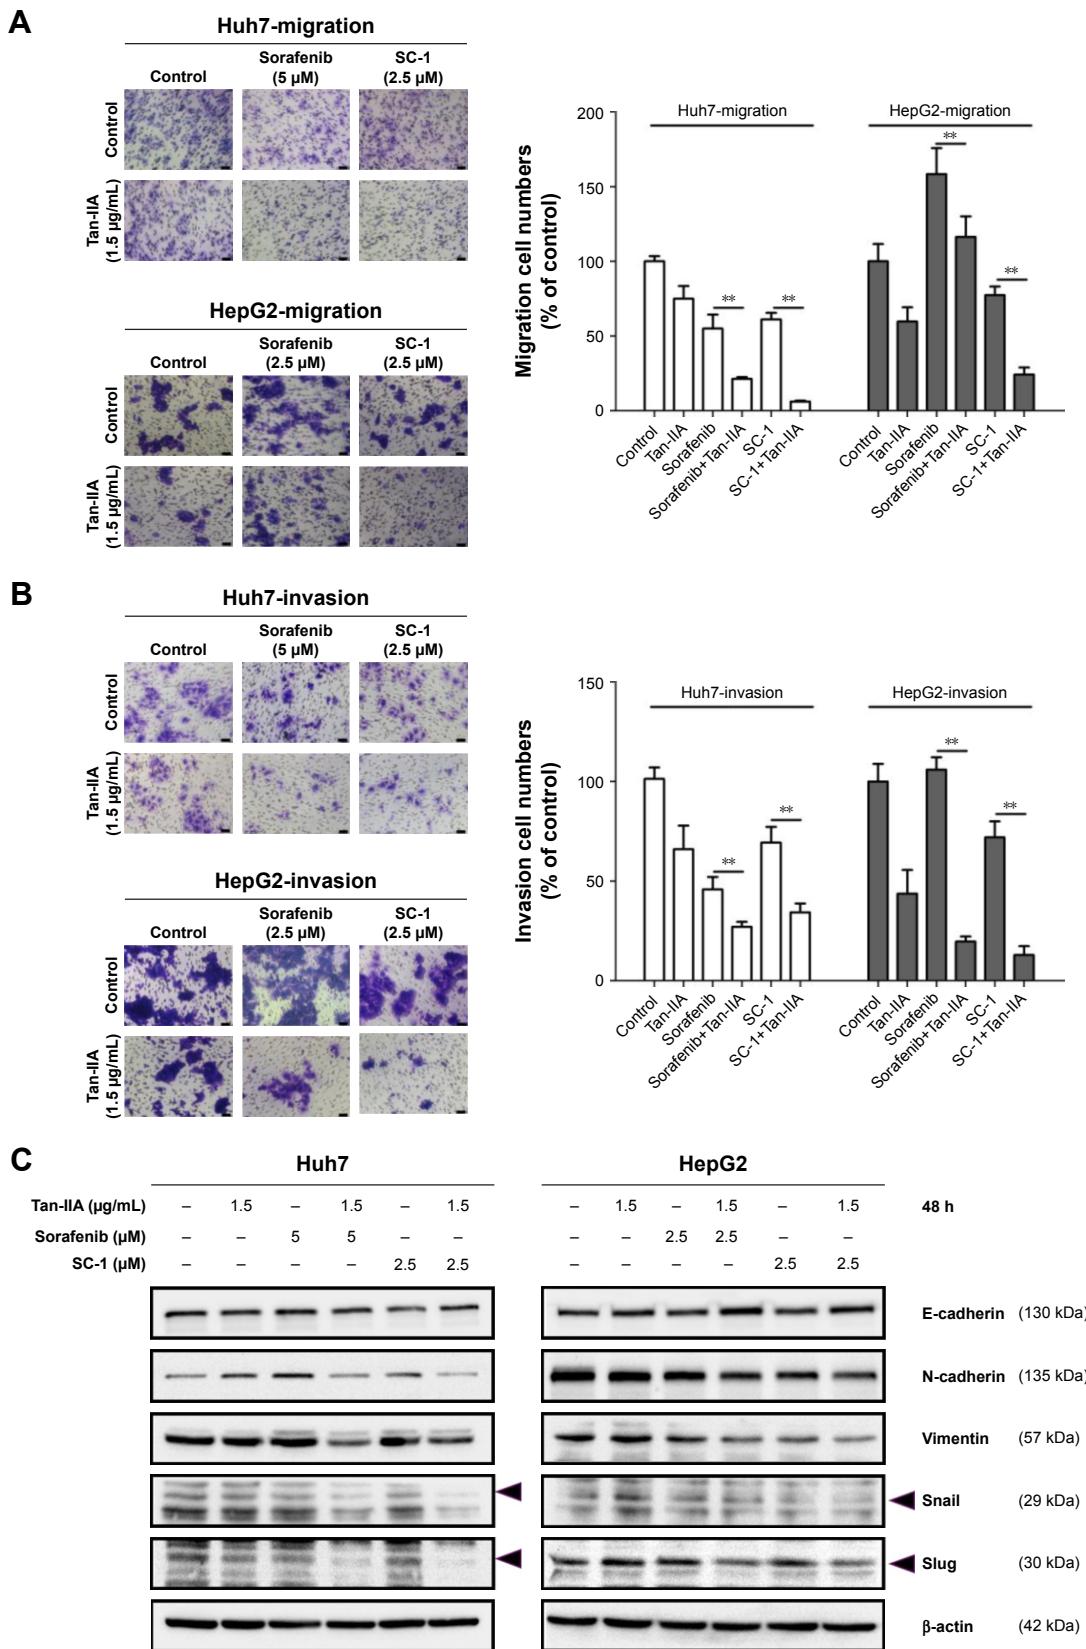 A
Huh7-migration
Control
Sorafenib
(5 µM)
SC-1
(2.5 µM)
Control
Tan-IIA
(1.5 µg/mL)
HepG2-migration
Control
Sorafenib
(2.5 µM)
SC-1
(2.5 µM)
Control
Tan-IIA
(1.5 µg/mL)
Migration cell numbers
(% of control)
200
150
100
50
0
Huh7-migration
HepG2-migration
**
**
**
**
Control
Tan-IIA
Sorafenib
Sorafenib+Tan-IIA
SC-1
SC-1+Tan-IIA
Control
Tan-IIA
Sorafenib
Sorafenib+Tan-IIA
SC-1
SC-1+Tan-IIA
B
Huh7-invasion
Control
Sorafenib
(5 µM)
SC-1
(2.5 µM)
Control
Tan-IIA
(1.5 µg/mL)
HepG2-invasion
Control
Sorafenib
(2.5 µM)
SC-1
(2.5 µM)
Control
Tan-IIA
(1.5 µg/mL)
Invasion cell numbers
(% of control)
150
100
50
0
Huh7-invasion
HepG2-invasion
**
**
**
**
Control
Tan-IIA
Sorafenib
Sorafenib+Tan-IIA
SC-1
SC-1+Tan-IIA
Control
Tan-IIA
Sorafenib
Sorafenib+Tan-IIA
SC-1
SC-1+Tan-IIA
C
Huh7 HepG2
Tan-IIA (µg/mL) – 1.5 – 1.5 – 1.5 – 1.5 – 1.5 – 1.5 48 h
Sorafenib (µM) – – 5 5 – – – – 2.5 2.5 – –
SC-1 (µM) – – – – 2.5 2.5 – – – – 2.5 2.5
E-cadherin (130 kDa)
N-cadherin (135 kDa)
Vimentin (57 kDa)
Snail (29 kDa)
Slug (30 kDa)
β-actin (42 kDa)